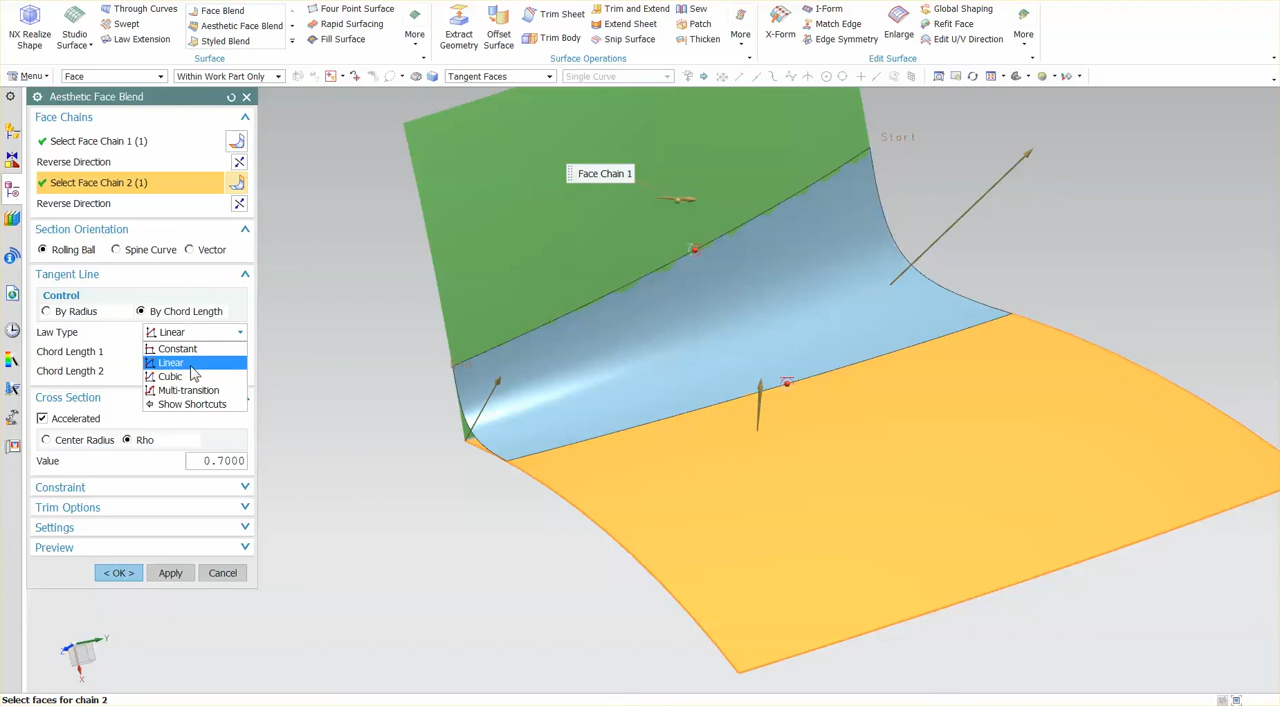 NX Realize
Shape
Studio
Surface
Through Curves
Swept
Law Extension
Face Blend
Aesthetic Face Blend
Styled Blend
Four Point Surface
Rapid Surfacing
Fill Surface
More
Surface
Extract
Geometry
Offset
Surface
Trim Sheet
Trim Body
Trim and Extend
Extend Sheet
Snip Surface
Sew
Patch
Thicken
More
Surface Operations
X-Form
I-Form
Match Edge
Edge Symmetry
Enlarge
Global Shaping
Refit Face
Edit U/V Direction
More
Edit Surface
Menu
Face
Within Work Part Only
Tangent Faces
Single Curve
Aesthetic Face Blend
Face Chains
Select Face Chain 1 (1)
Reverse Direction
Select Face Chain 2 (1)
Reverse Direction
Section Orientation
Rolling Ball
Spine Curve
Vector
Tangent Line
Control
By Radius
By Chord Length
Law Type
Linear
Constant
Chord Length 1
Linear
Chord Length 2
Cubic
Multi-transition
Cross Section
Show Shortcuts
Accelerated
Center Radius
Rho
Value
0.7000
Constraint
Trim Options
Settings
Preview
< OK >
Apply
Cancel
Face Chain 1
Start
Z
Y
X
Select faces for chain 2